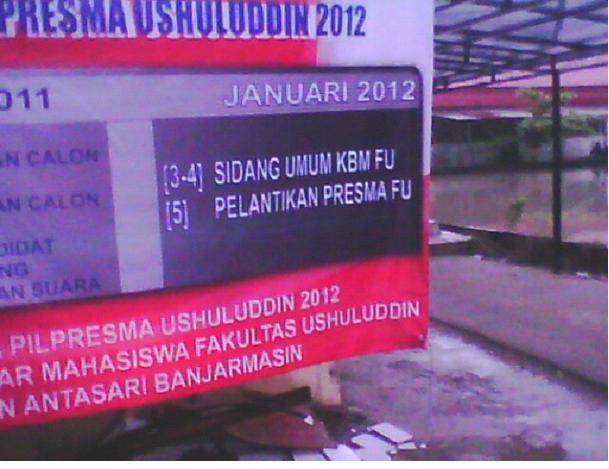 PRESMA USHULUDDIN 2012
011
JANUARI 2012
AN CALON
AN CALON
DIDAT
NG
AN SUARA
[3-4] SIDANG UMUM KBM FU
[5] PELANTIKAN PRESMA FU
PILPRESMA USHULUDDIN 2012
AR MAHASISWA FAKULTAS USHULUDDIN
N ANTASARI BANJARMASIN